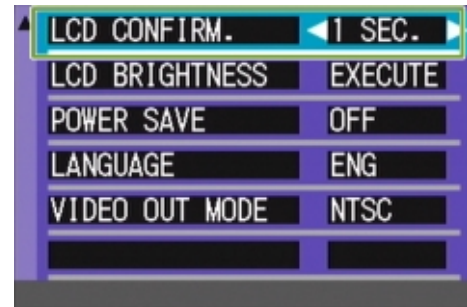 LCD CONFIRM. 1 SEC.
LCD BRIGHTNESS EXECUTE
POWER SAVE OFF
LANGUAGE ENG
VIDEO OUT MODE NTSC